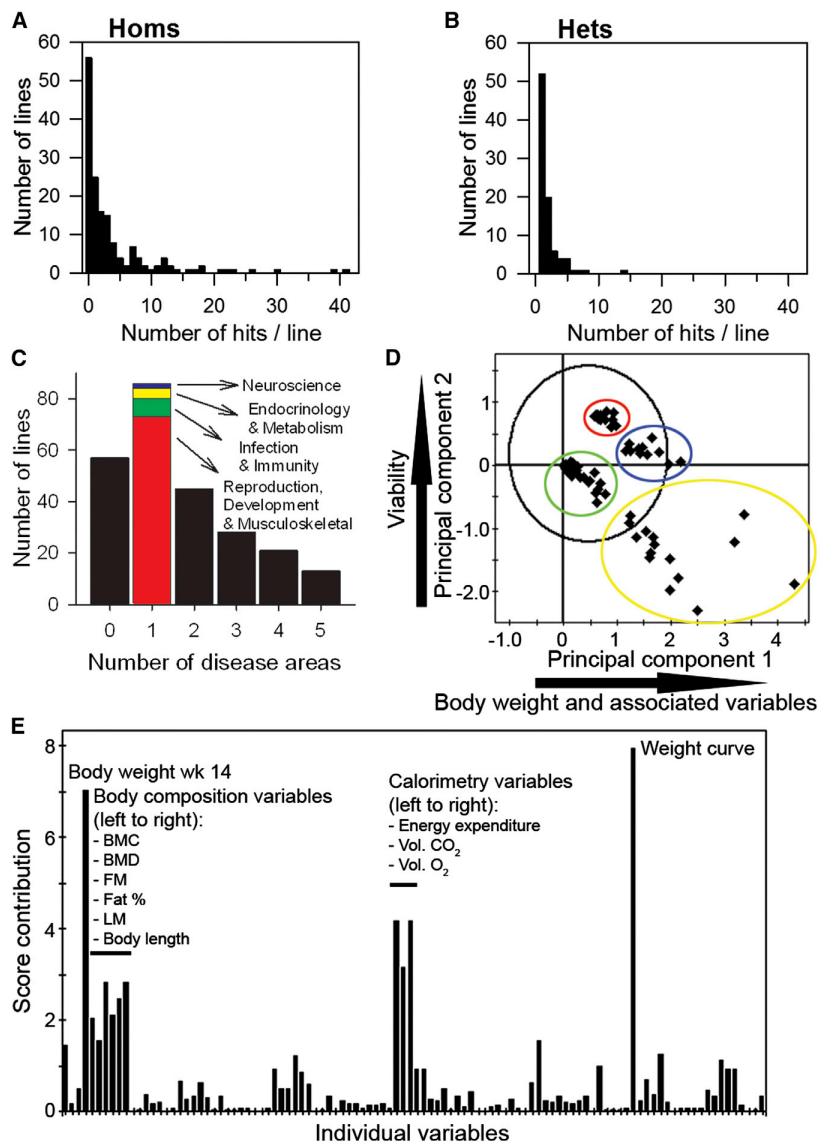 A
Homs
60
50
40
30
20
10
0
Number of lines
0 10 20 30 40
Number of hits / line
B
Hets
60
50
40
30
20
10
0
Number of lines
0 10 20 30 40
Number of hits / line
C
80
60
40
20
0
Number of lines
Neuroscience
Endocrinology
& Metabolism
Infection
& Immunity
Reproduction,
Development
& Musculoskeletal
0 1 2 3 4 5
Number of disease areas
D
Viability
Principal component 2
1
0
-1.0
-2.0
-1.0 0 1 2 3 4
Principal component 1
Body weight and associated variables
E
8
6
4
2
0
Score contribution
Body weight wk 14
Body composition variables
(left to right):
- BMC
- BMD
- FM
- Fat %
- LM
- Body length
Calorimetry variables
(left to right):
- Energy expenditure
- Vol. CO₂
- Vol. O₂
Weight curve
Individual variables